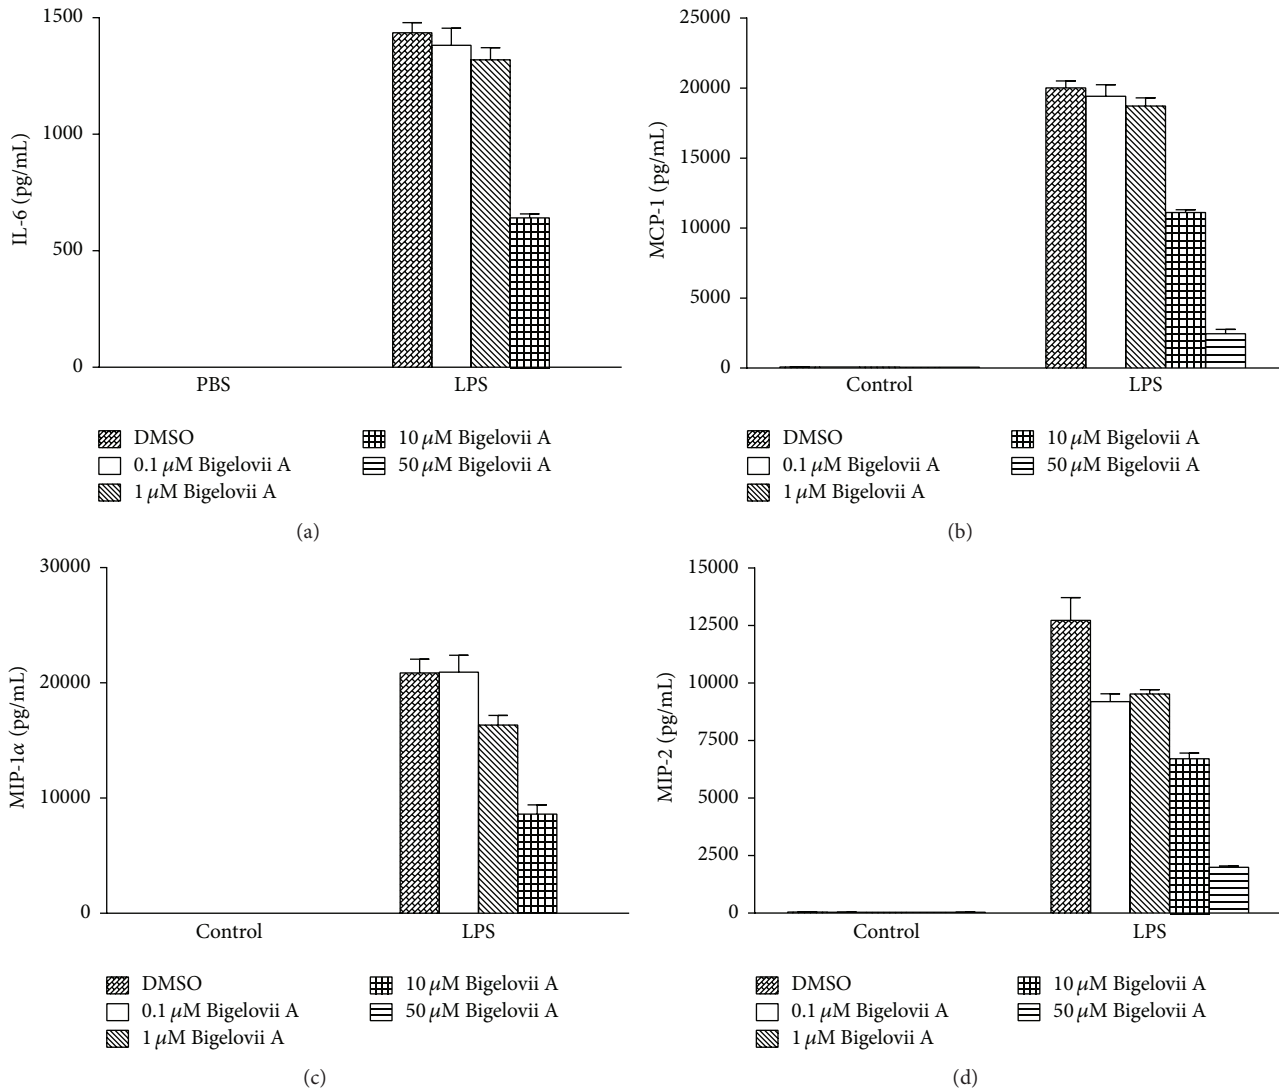 1500
1000
500
0
IL-6 (pg/mL)
PBS
LPS
DMSO
0.1 μM Bigelovii A
1 μM Bigelovii A
10 μM Bigelovii A
50 μM Bigelovii A
(a)
25000
20000
15000
10000
5000
0
MCP-1 (pg/mL)
Control
LPS
DMSO
0.1 μM Bigelovii A
1 μM Bigelovii A
10 μM Bigelovii A
50 μM Bigelovii A
(b)
30000
20000
10000
0
MIP-1α (pg/mL)
Control
LPS
DMSO
0.1 μM Bigelovii A
1 μM Bigelovii A
10 μM Bigelovii A
50 μM Bigelovii A
(c)
15000
12500
10000
7500
5000
2500
0
MIP-2 (pg/mL)
Control
LPS
DMSO
0.1 μM Bigelovii A
1 μM Bigelovii A
10 μM Bigelovii A
50 μM Bigelovii A
(d)